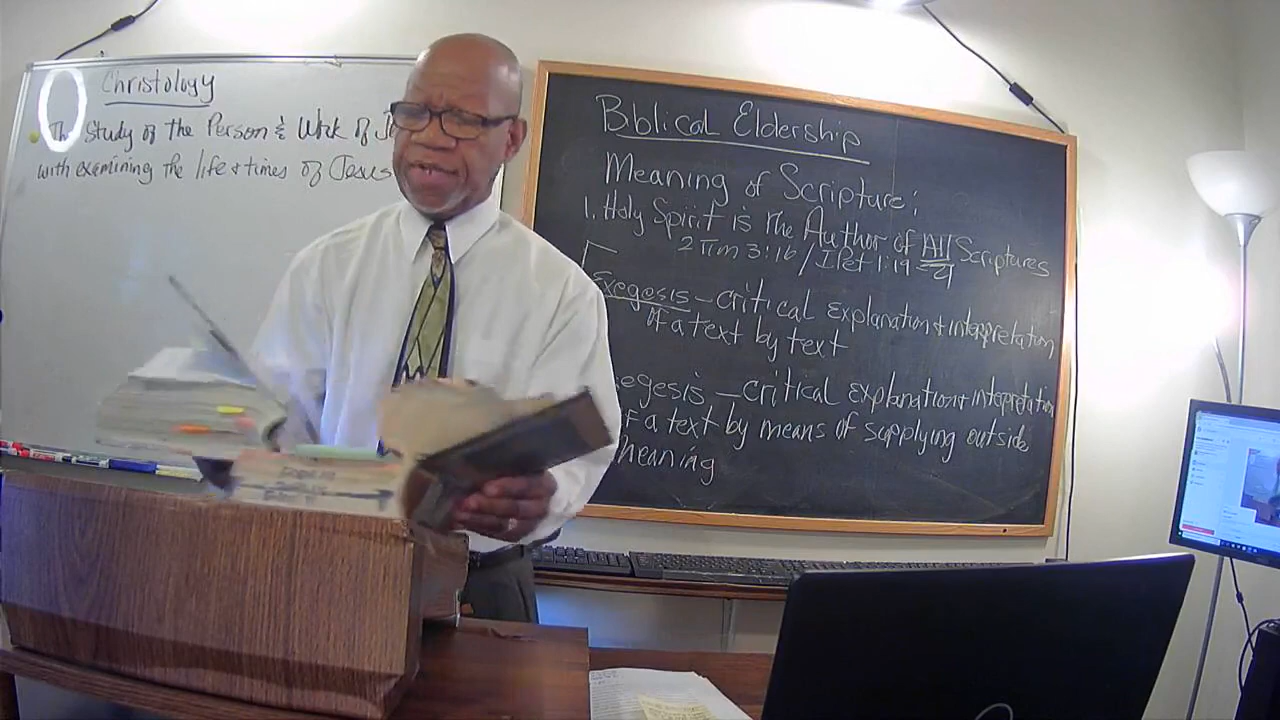 Christology
The Study of the Person & Work of
with examining the life & times of Jesus
Biblical Eldership
Meaning of Scripture:
1. Holy Spirit is The Author of All Scriptures
2 Tim 3:16 / I Pet 1:19-21
Exegesis - critical explanation & interpretation
of a text by text
egesis - critical explanation & interpretation
of a text by means of supplying outside
meaning